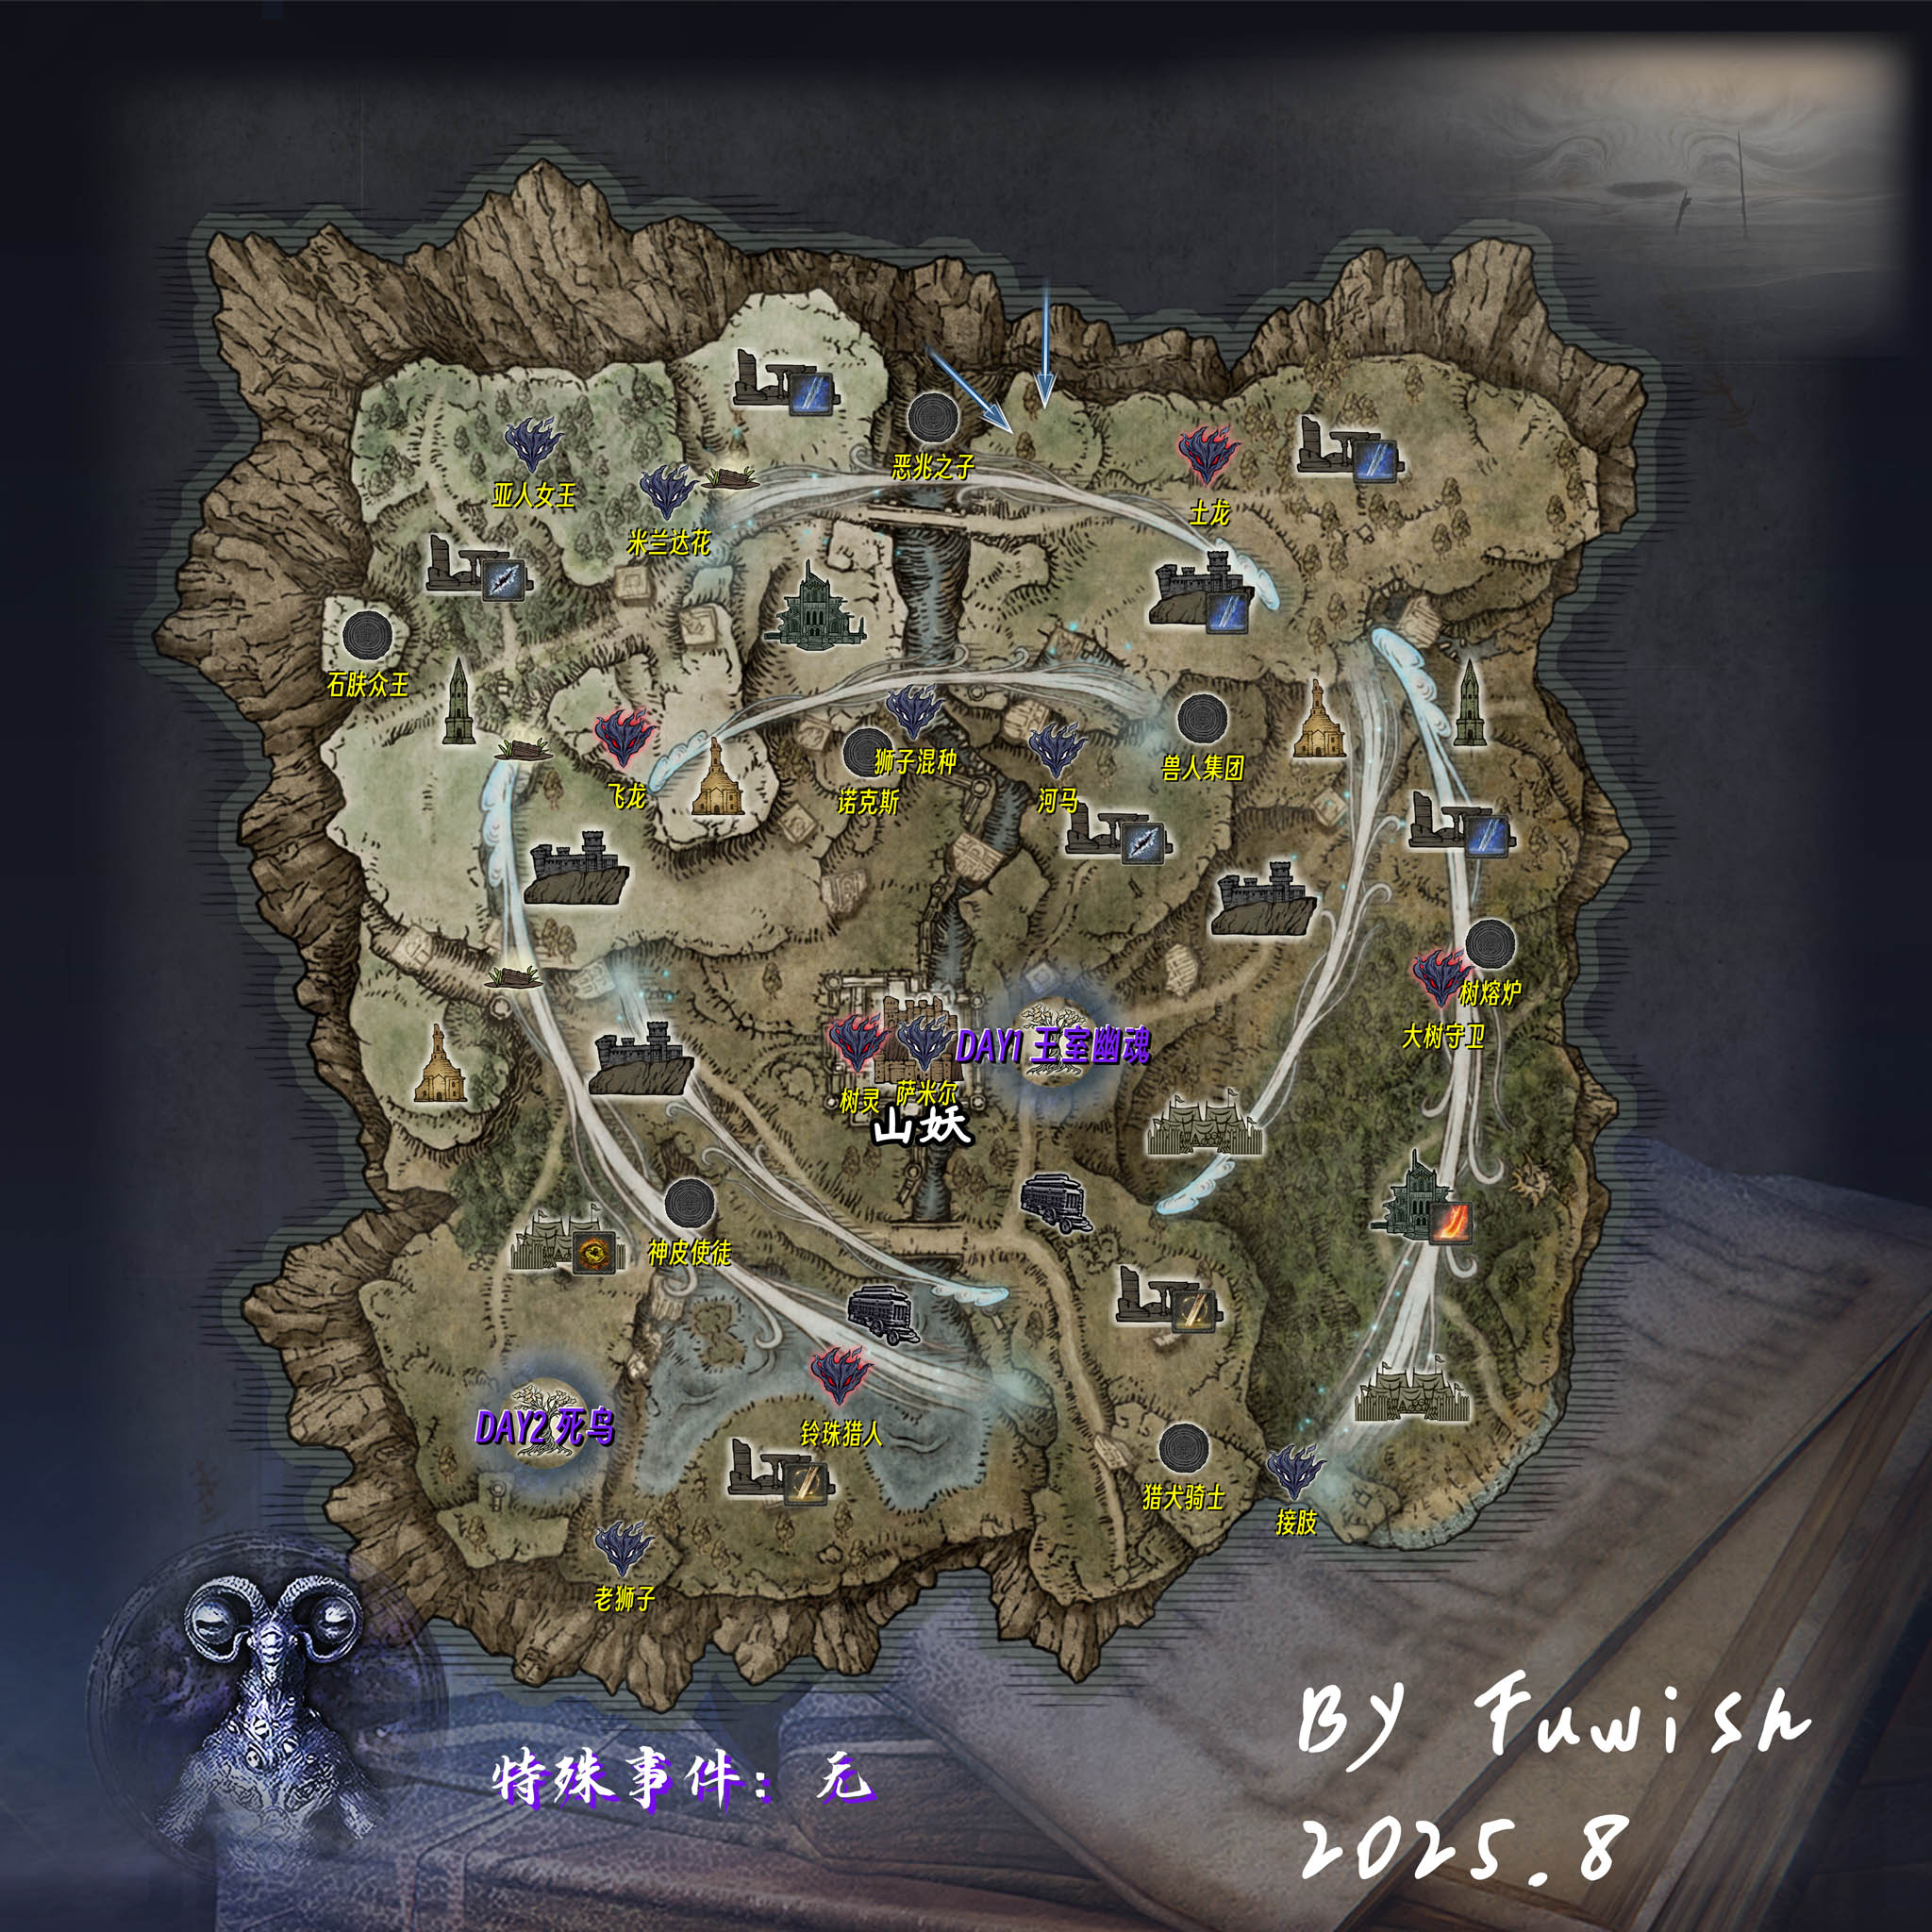 恶兆之子
亚人女王
土龙
米兰达花
石肤众王
狮子混种
兽人集团
飞龙
诺克斯
河马
树熔炉
大树守卫
DAY1 王室幽魂
树灵
萨米尔
山妖
神皮使徒
DAY2 死鸟
铃珠猎人
猎犬骑士
接肢
老狮子
特殊事件：无
By Fuwish
2025.8